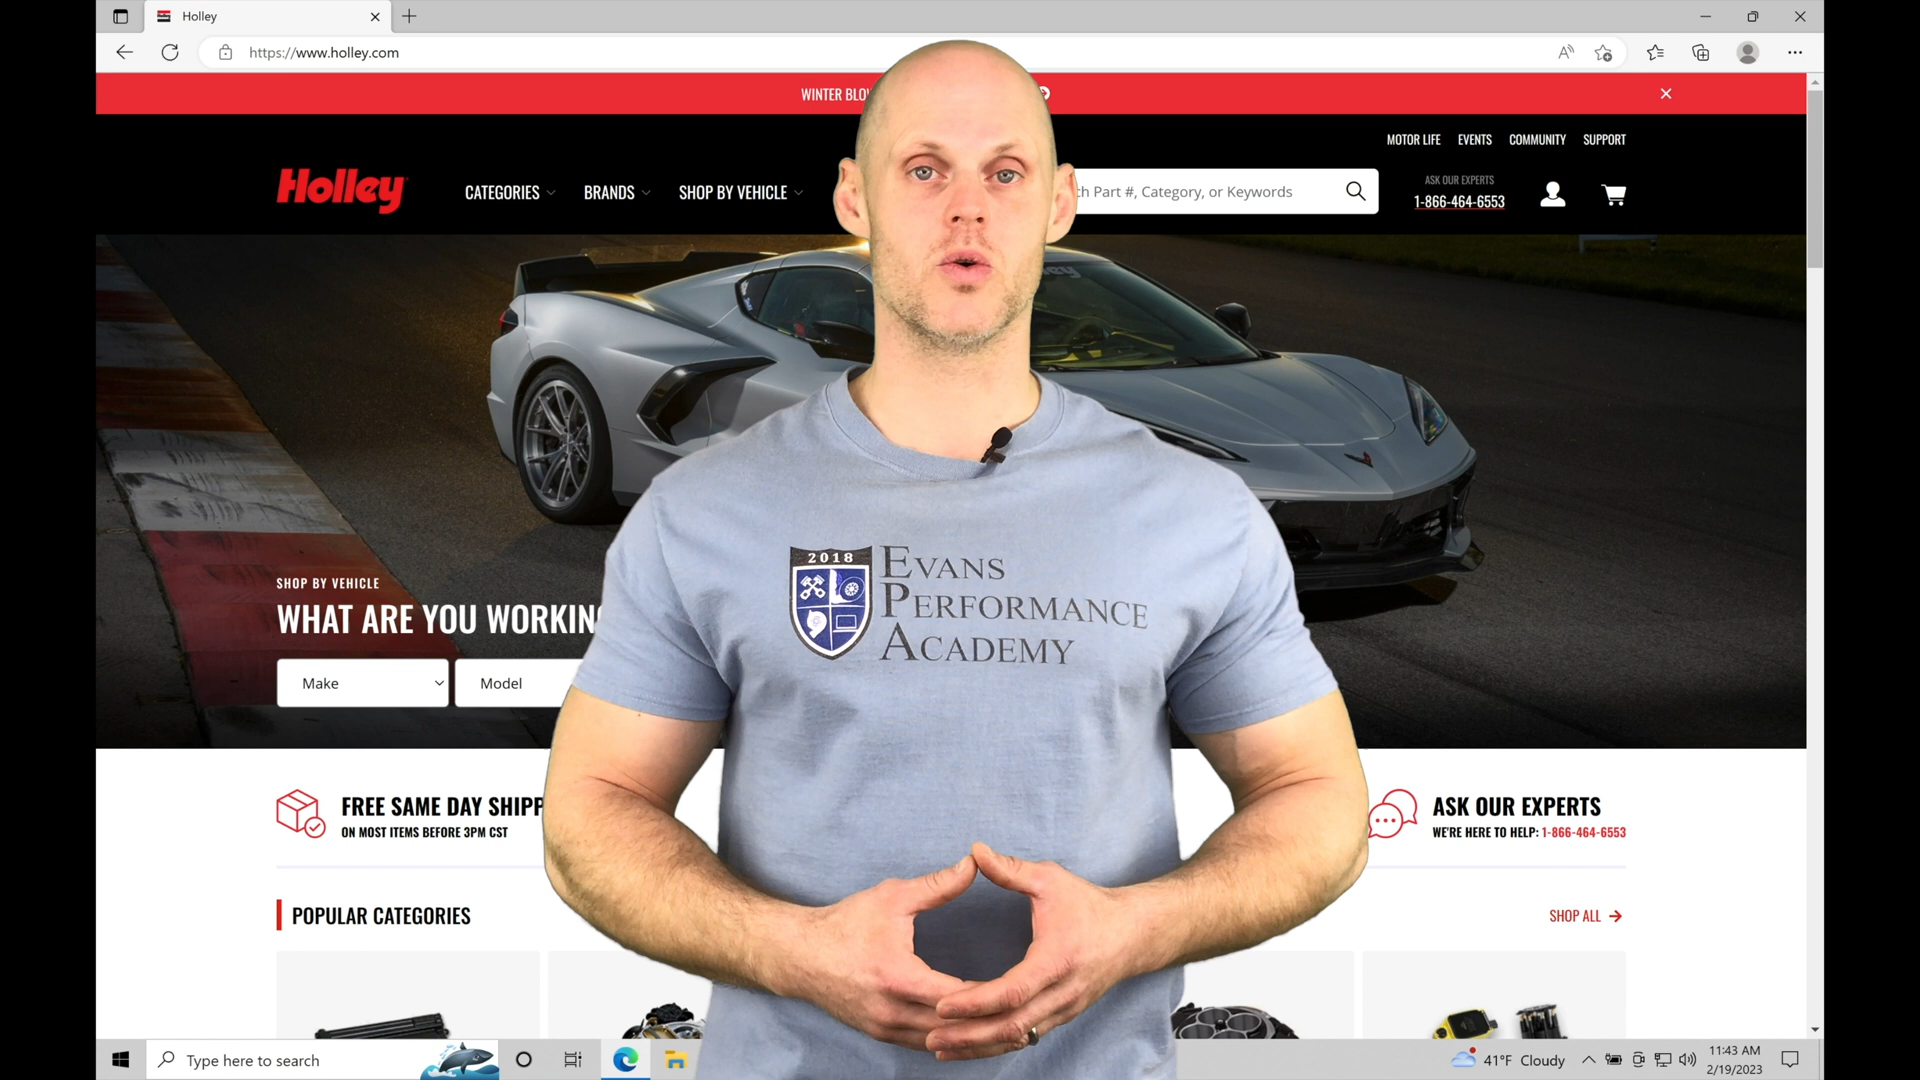 Holley
https://www.holley.com
WINTER BLO
MOTOR LIFE EVENTS COMMUNITY SUPPORT
Holley
CATEGORIES BRANDS SHOP BY VEHICLE
ch Part #, Category, or Keywords
ASK OUR EXPERTS
1-866-464-6553
SHOP BY VEHICLE
WHAT ARE YOU WORKIN
Make Model
2018
EVANS
PERFORMANCE
ACADEMY
FREE SAME DAY SHIPP
ON MOST ITEMS BEFORE 3PM CST
ASK OUR EXPERTS
WE'RE HERE TO HELP: 1-866-464-6553
POPULAR CATEGORIES
SHOP ALL
Type here to search
41°F Cloudy
11:43 AM
2/19/2023